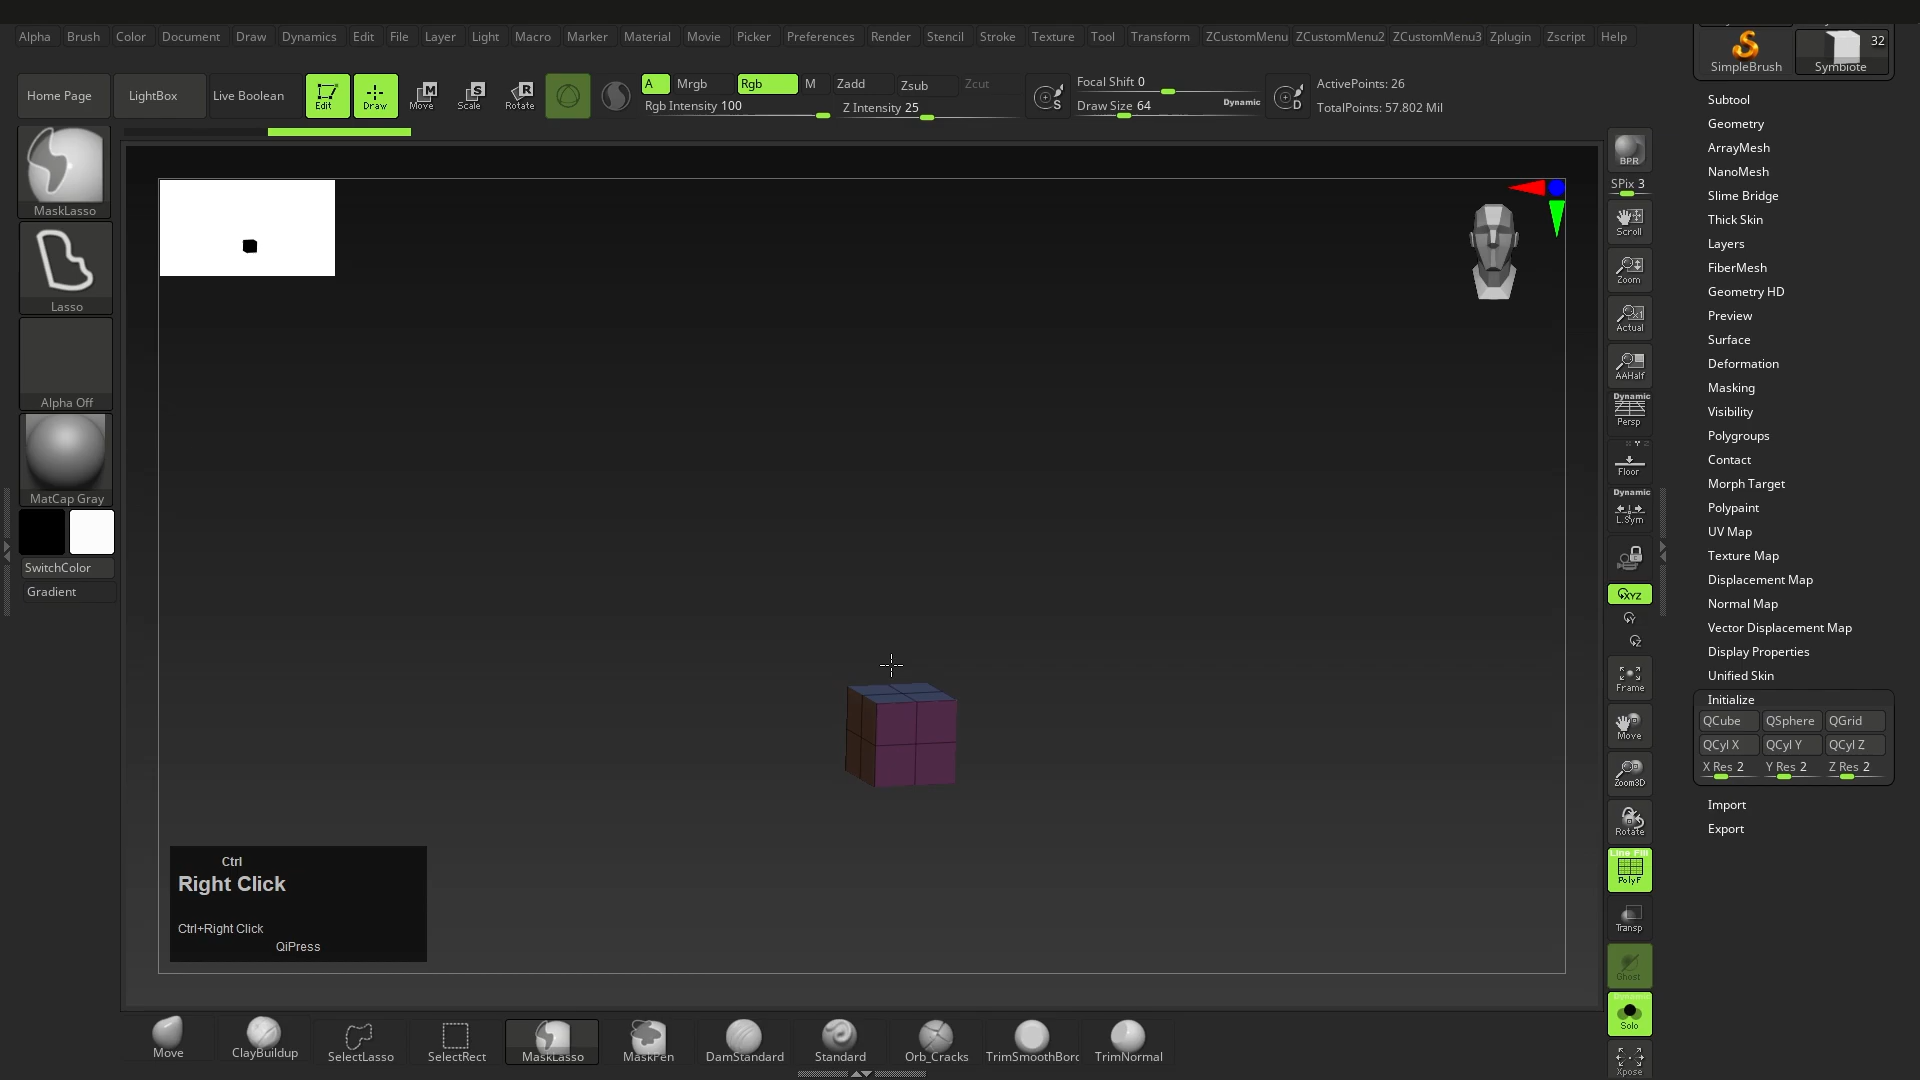 Alpha Brush Color Document Draw Dynamics Edit File Layer Light Macro Marker Material Movie Picker Preferences Render Stencil Stroke Texture Tool Transform ZCustomMenu ZCustomMenu2 ZCustomMenu3 Zplugin Zscript Help
Home Page
LightBox
Live Boolean
Edit
Draw
Move
Scale
Rotate
A
Mrgb
Rgb
M
Zadd
Zsub
Zcut
Rgb Intensity 100
Z Intensity 25
Focal Shift 0
Draw Size 64
Dynamic
ActivePoints: 26
TotalPoints: 57.802 Mil
SimpleBrush
32
Symbiote
MaskLasso
Lasso
Alpha Off
MatCap Gray
SwitchColor
Gradient
Ctrl
Right Click
Ctrl+Right Click
QiPress
BPR
SPix 3
Scroll
Zoom
Actual
AAHalf
Dynamic
Persp
Floor
Dynamic
L.Sym
XYZ
Frame
Move
Zoom3D
Rotate
Line Fill
PolyF
Transp
Ghost
Dynamic
Solo
Xpose
Subtool
Geometry
ArrayMesh
NanoMesh
Slime Bridge
Thick Skin
Layers
FiberMesh
Geometry HD
Preview
Surface
Deformation
Masking
Visibility
Polygroups
Contact
Morph Target
Polypaint
UV Map
Texture Map
Displacement Map
Normal Map
Vector Displacement Map
Display Properties
Unified Skin
Initialize
QCube QSphere QGrid
QCyl X QCyl Y QCyl Z
X Res 2 Y Res 2 Z Res 2
Import
Export
Move
ClayBuildup
SelectLasso
SelectRect
MaskLasso
MaskPen
DamStandard
Standard
Orb_Cracks
TrimSmoothBorc
TrimNormal